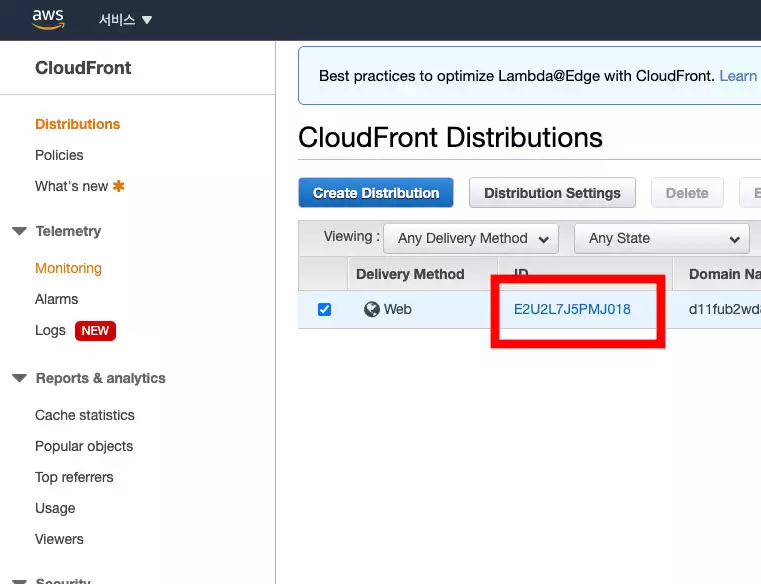 aws 서비스
CloudFront
Distributions
Policies
What's new
Telemetry
Monitoring
Alarms
Logs NEW
Reports & analytics
Cache statistics
Popular objects
Top referrers
Usage
Viewers
Security
Best practices to optimize Lambda@Edge with CloudFront. Learn
CloudFront Distributions
Create Distribution Distribution Settings Delete E
Viewing : Any Delivery Method Any State
Delivery Method ID Domain Na
Web E2U2L7J5PMJ018 d11fub2wd